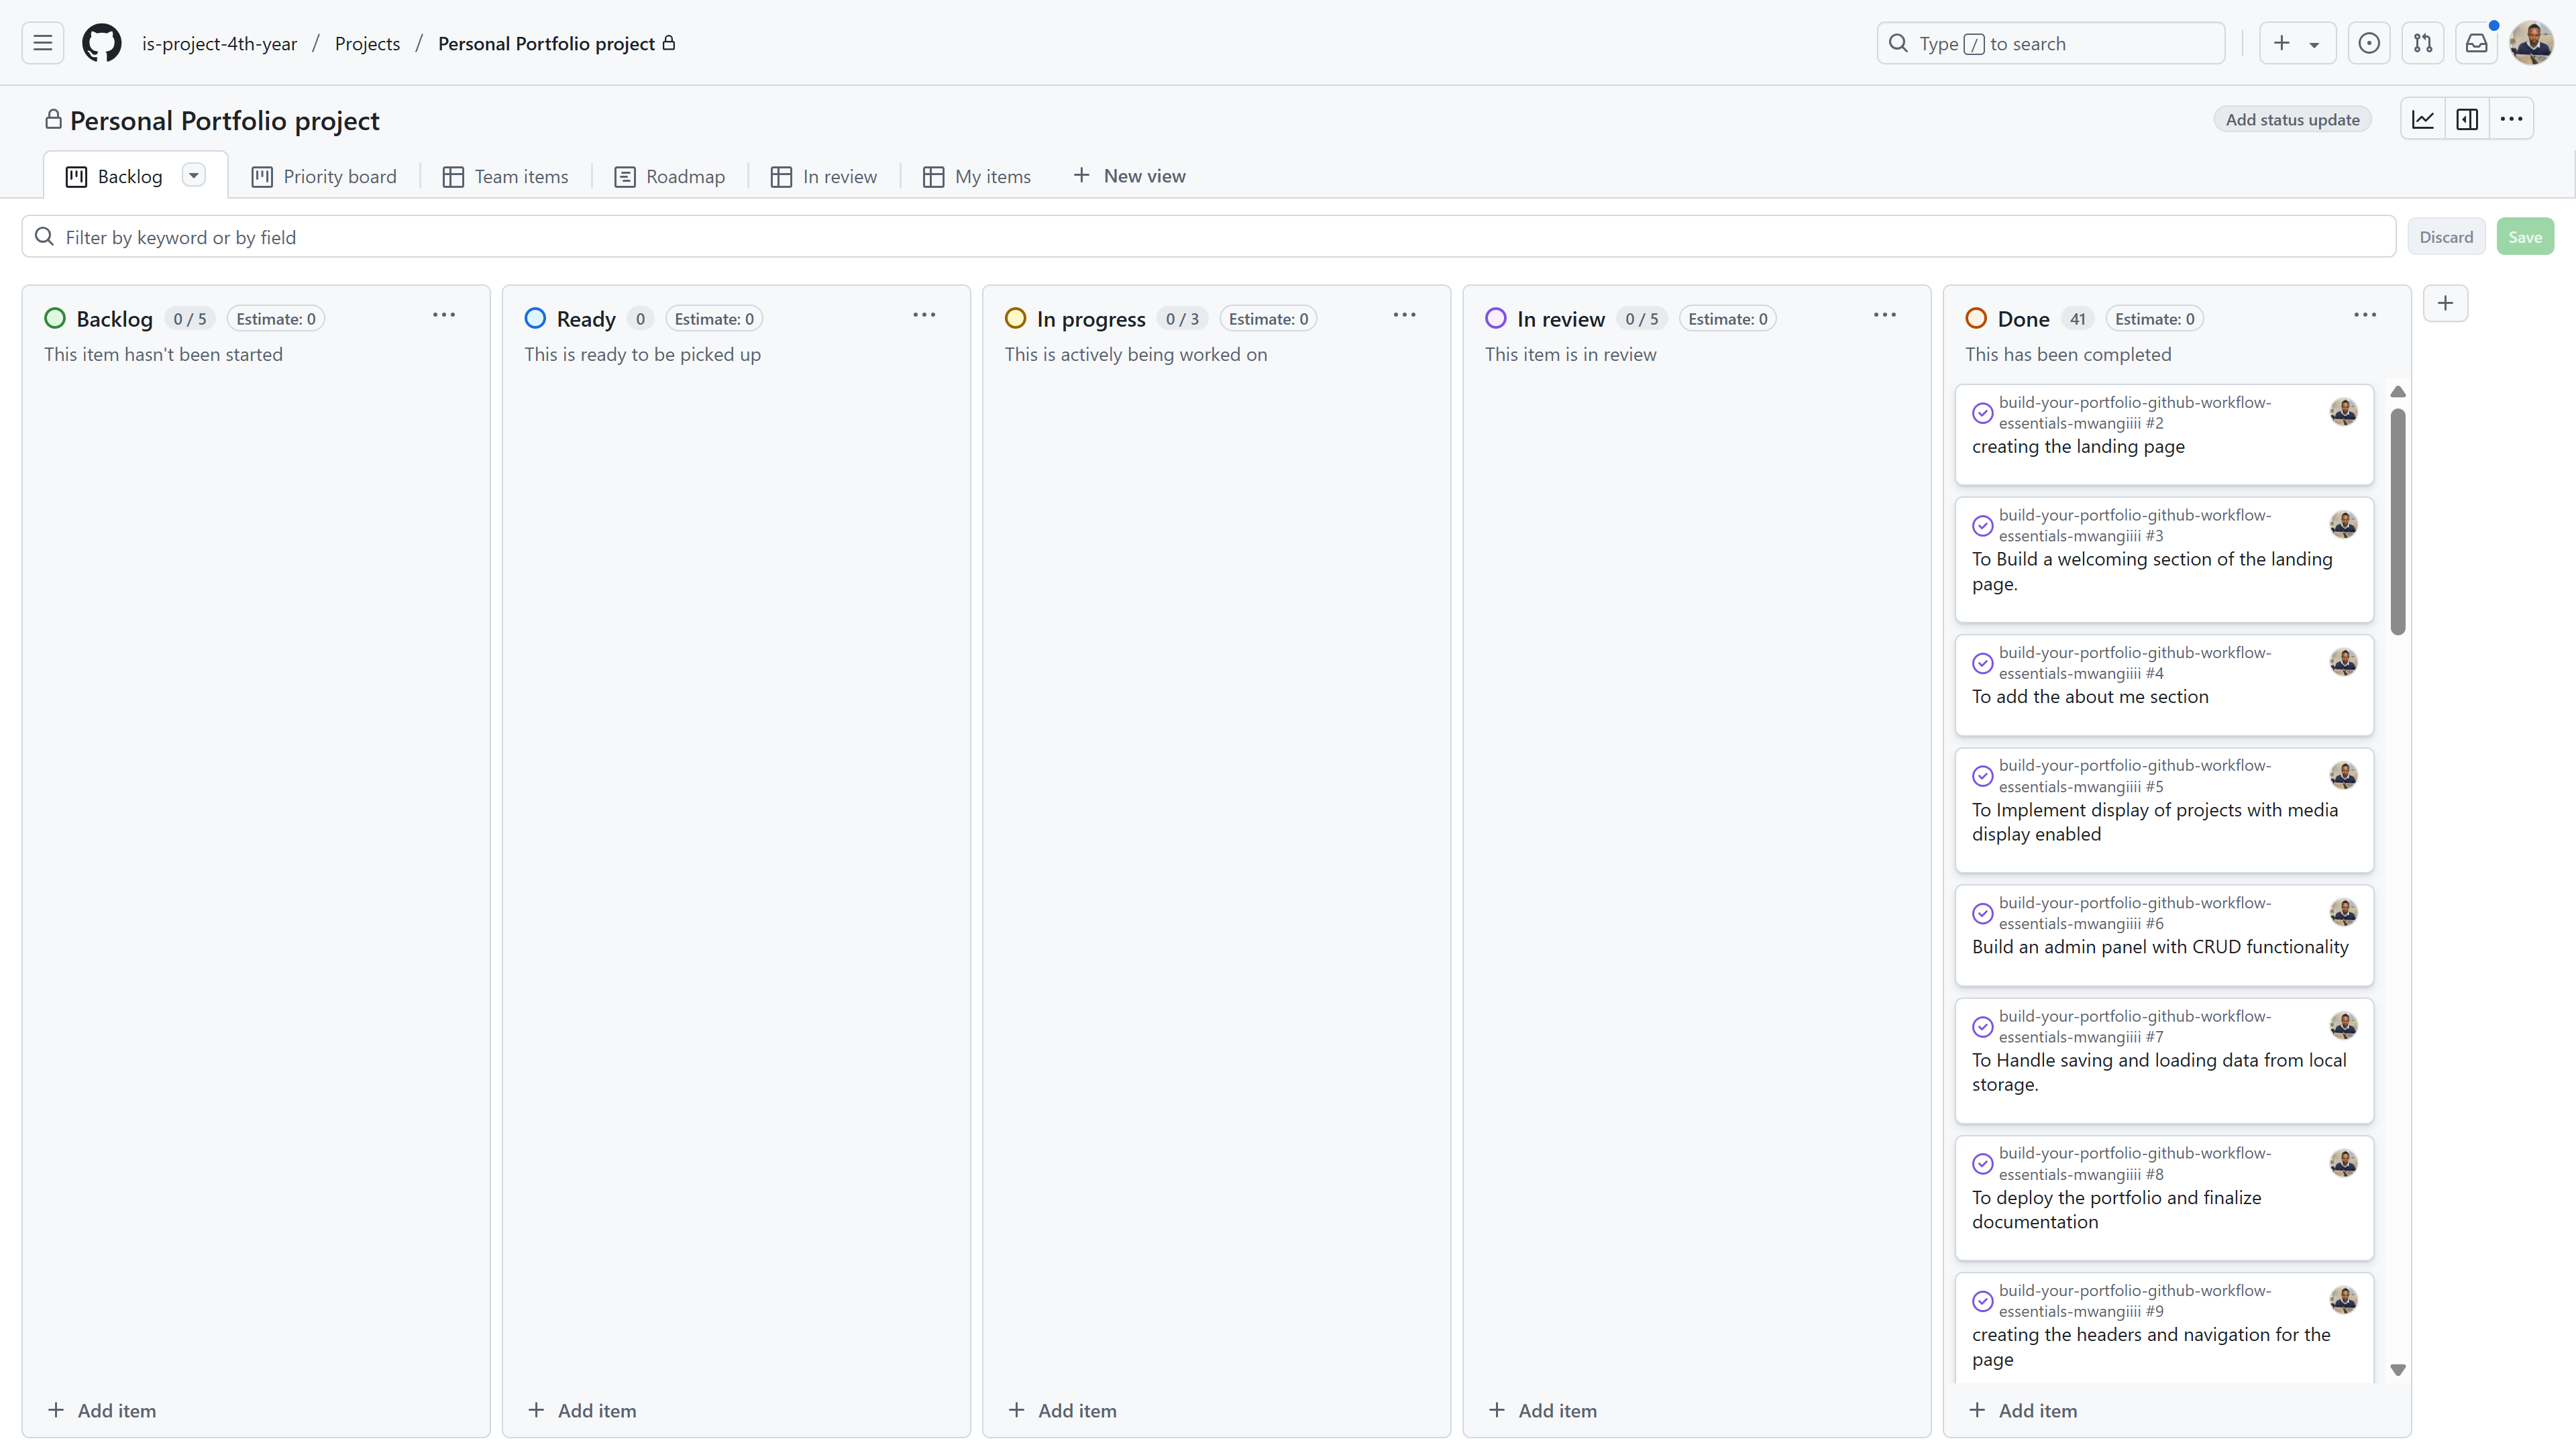 is-project-4th-year / Projects / Personal Portfolio project
Type / to search
Personal Portfolio project
Add status update
Backlog
Priority board
Team items
Roadmap
In review
My items
New view
Filter by keyword or by field
Discard
Save
Backlog 0 / 5 Estimate: 0
This item hasn't been started
Add item
Ready 0 Estimate: 0
This is ready to be picked up
Add item
In progress 0 / 3 Estimate: 0
This is actively being worked on
Add item
In review 0 / 5 Estimate: 0
This item is in review
Add item
Done 41 Estimate: 0
This has been completed
build-your-portfolio-github-workflow-
essentials-mwangiiii #2
creating the landing page
build-your-portfolio-github-workflow-
essentials-mwangiiii #3
To Build a welcoming section of the landing
page.
build-your-portfolio-github-workflow-
essentials-mwangiiii #4
To add the about me section
build-your-portfolio-github-workflow-
essentials-mwangiiii #5
To Implement display of projects with media
display enabled
build-your-portfolio-github-workflow-
essentials-mwangiiii #6
Build an admin panel with CRUD functionality
build-your-portfolio-github-workflow-
essentials-mwangiiii #7
To Handle saving and loading data from local
storage.
build-your-portfolio-github-workflow-
essentials-mwangiiii #8
To deploy the portfolio and finalize
documentation
build-your-portfolio-github-workflow-
essentials-mwangiiii #9
creating the headers and navigation for the
page
Add item